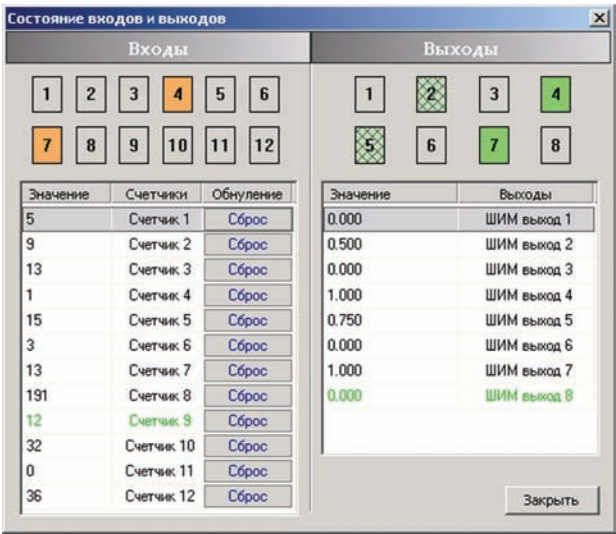 Состояние входов и выходов
Входы
1 2 3 4 5 6
7 8 9 10 11 12
Значение Счетчики Обнуление
5 Счетчик 1 Сброс
9 Счетчик 2 Сброс
13 Счетчик 3 Сброс
1 Счетчик 4 Сброс
15 Счетчик 5 Сброс
3 Счетчик 6 Сброс
13 Счетчик 7 Сброс
191 Счетчик 8 Сброс
12 Счетчик 9 Сброс
32 Счетчик 10 Сброс
0 Счетчик 11 Сброс
36 Счетчик 12 Сброс
Выходы
1 2 3 4
5 6 7 8
Значение Выходы
0.000 ШИМ выход 1
0.500 ШИМ выход 2
0.000 ШИМ выход 3
1.000 ШИМ выход 4
0.750 ШИМ выход 5
0.000 ШИМ выход 6
1.000 ШИМ выход 7
0.000 ШИМ выход 8
Закрыть